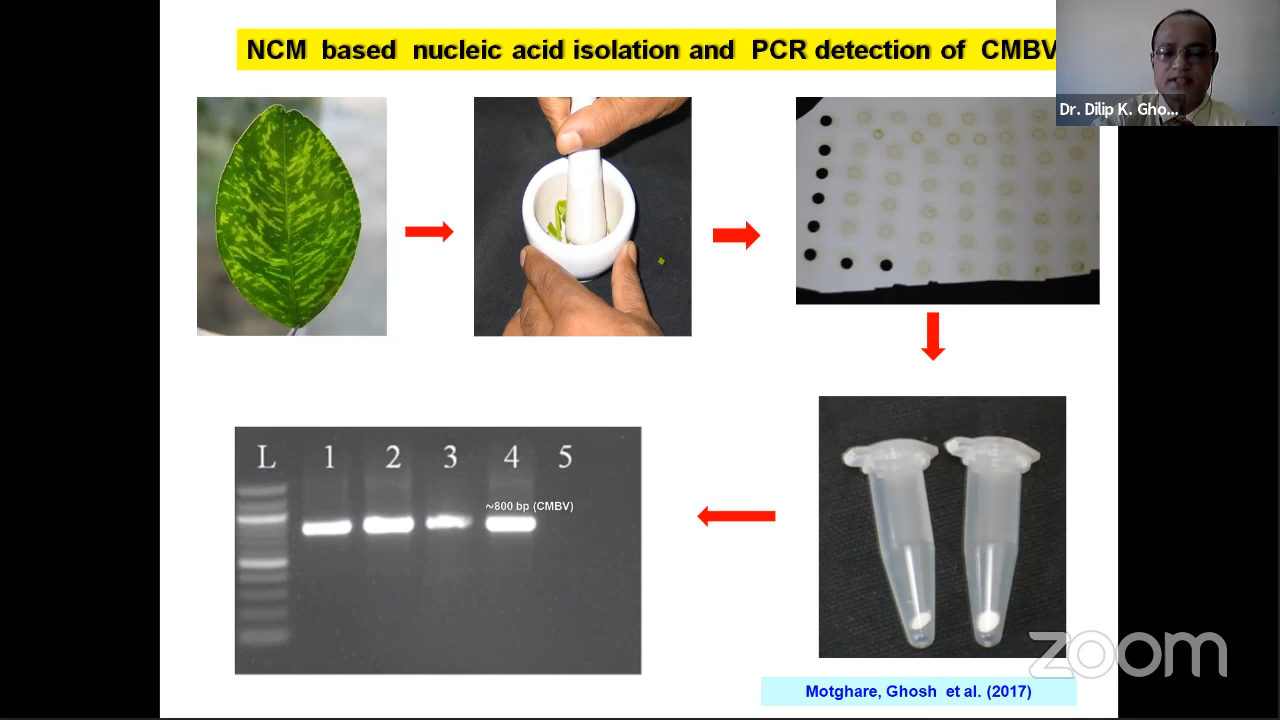 NCM based nucleic acid isolation and PCR detection of CMBV
Dr. Dilip K. Gho...
L 1 2 3 4 5
~800 bp (CMBV)
zoom
Motghare, Ghosh et al. (2017)